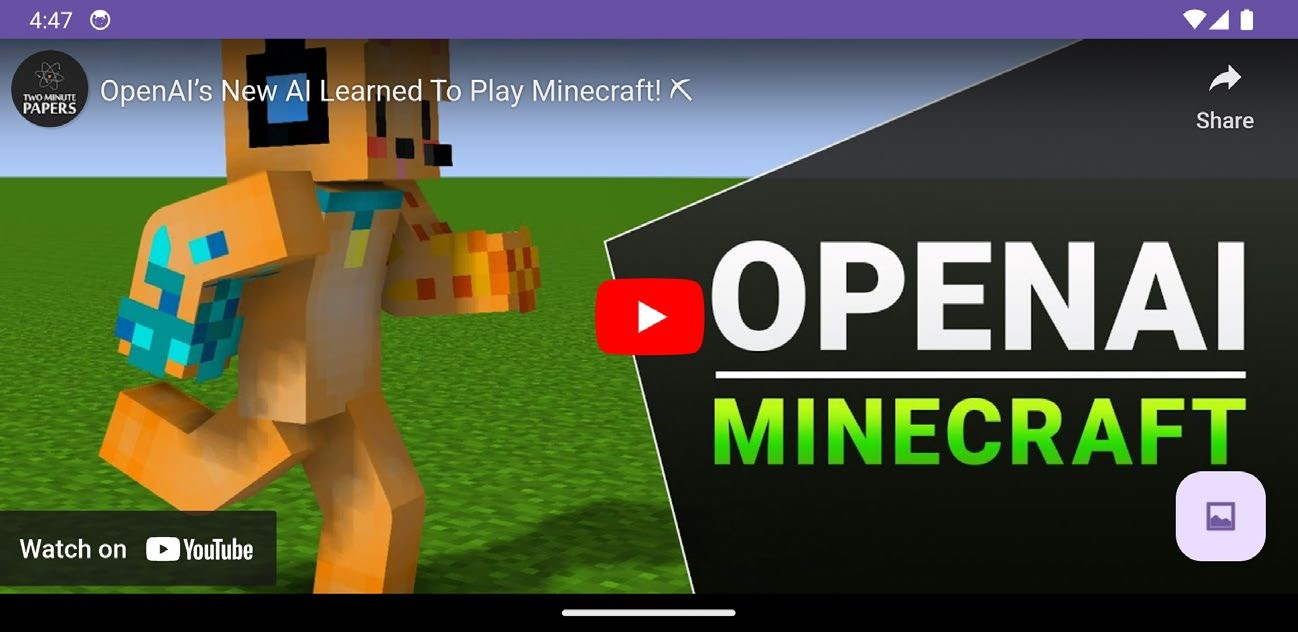 4:47
TWO MINUTE
PAPERS
OpenAI’s New AI Learned To Play Minecraft! ⛏
Share
OPENAI
MINECRAFT
Watch on YouTube